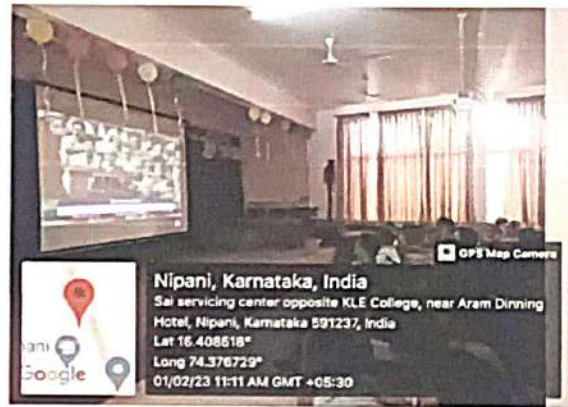 GPS Map Camera
Nipani, Karnataka, India
Sai servicing center opposite KLE College, near Aram Dinning
Hotel, Nipani, Karnataka 591237, India
Lat 16.408518°
Long 74.376729°
01/02/23 11:11 AM GMT +05:30
ani
Google